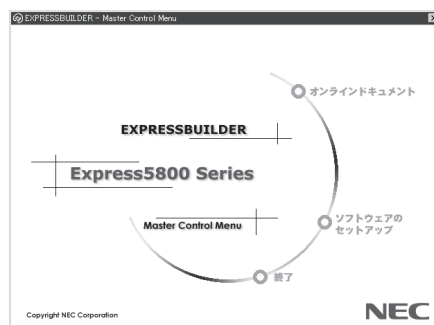 EXPRESSBUILDER - Master Control Menu
オンラインドキュメント
EXPRESSBUILDER
Express5800 Series
ソフトウェアの
セットアップ
Master Control Menu
終了
Copyright NEC Corporation
NEC